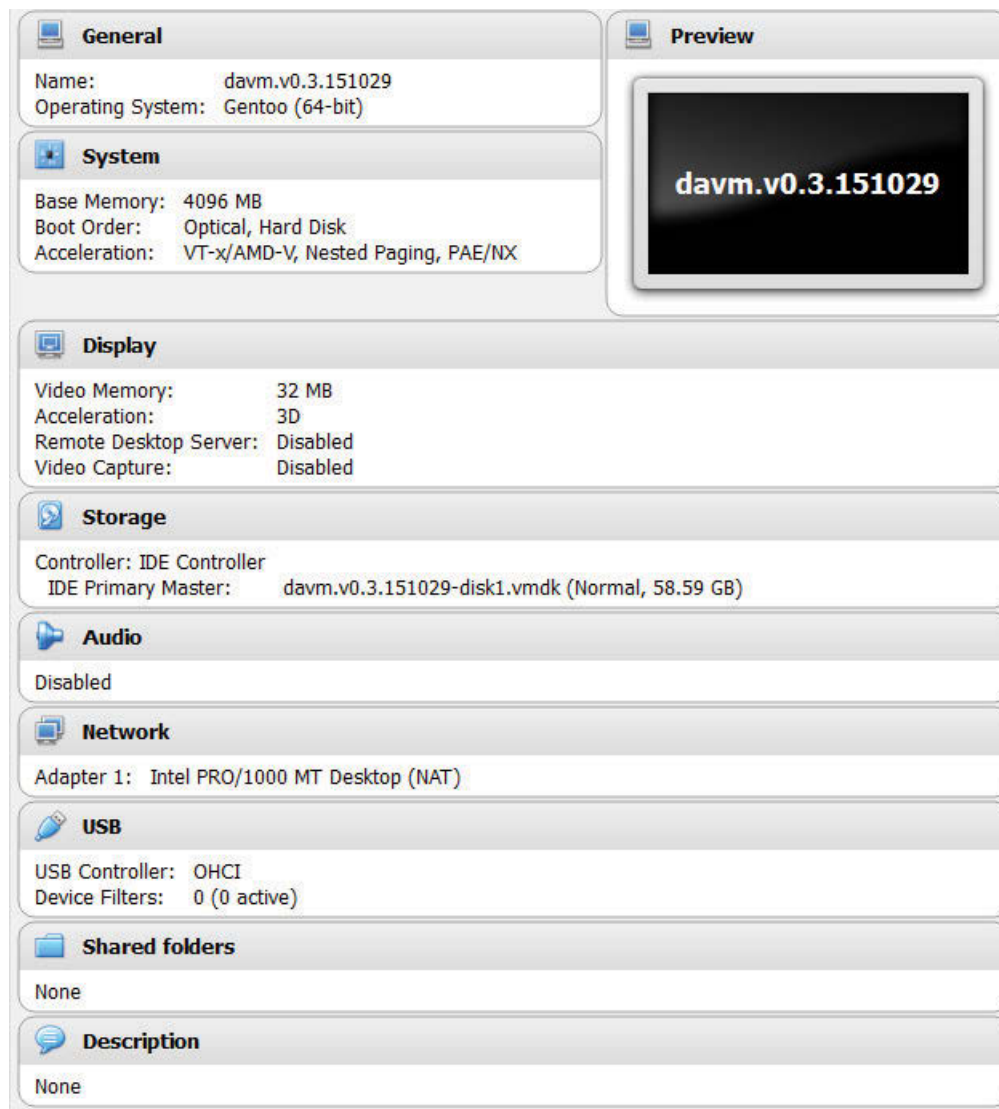 General
Name: davm.v0.3.151029
Operating System: Gentoo (64-bit)
System
Base Memory: 4096 MB
Boot Order: Optical, Hard Disk
Acceleration: VT-x/AMD-V, Nested Paging, PAE/NX
Preview
davm.v0.3.151029
Display
Video Memory: 32 MB
Acceleration: 3D
Remote Desktop Server: Disabled
Video Capture: Disabled
Storage
Controller: IDE Controller
IDE Primary Master: davm.v0.3.151029-disk1.vmdk (Normal, 58.59 GB)
Audio
Disabled
Network
Adapter 1: Intel PRO/1000 MT Desktop (NAT)
USB
USB Controller: OHCI
Device Filters: 0 (0 active)
Shared folders
None
Description
None